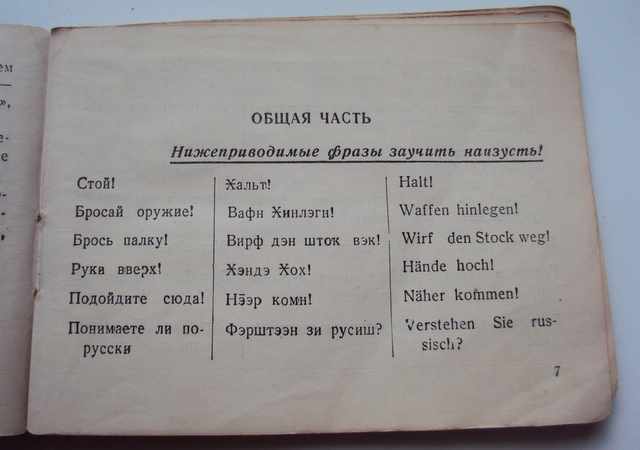 ем
»,
е-
е
ОБЩАЯ ЧАСТЬ
Нижеприводимые фразы заучить наизусть!
Стой! Хальт! Halt!
Бросай оружие! Вафн Хинлэгн! Waffen hinlegen!
Брось палку! Вирф дэн шток вэк! Wirf den Stock weg!
Руки вверх! Хэндэ Хох! Hände hoch!
Подойдите сюда! Нээр комн! Näher kommen!
Понимаете ли по- Фэрштээн зи русиш? Verstehen Sie rus-
русски sisch?
7